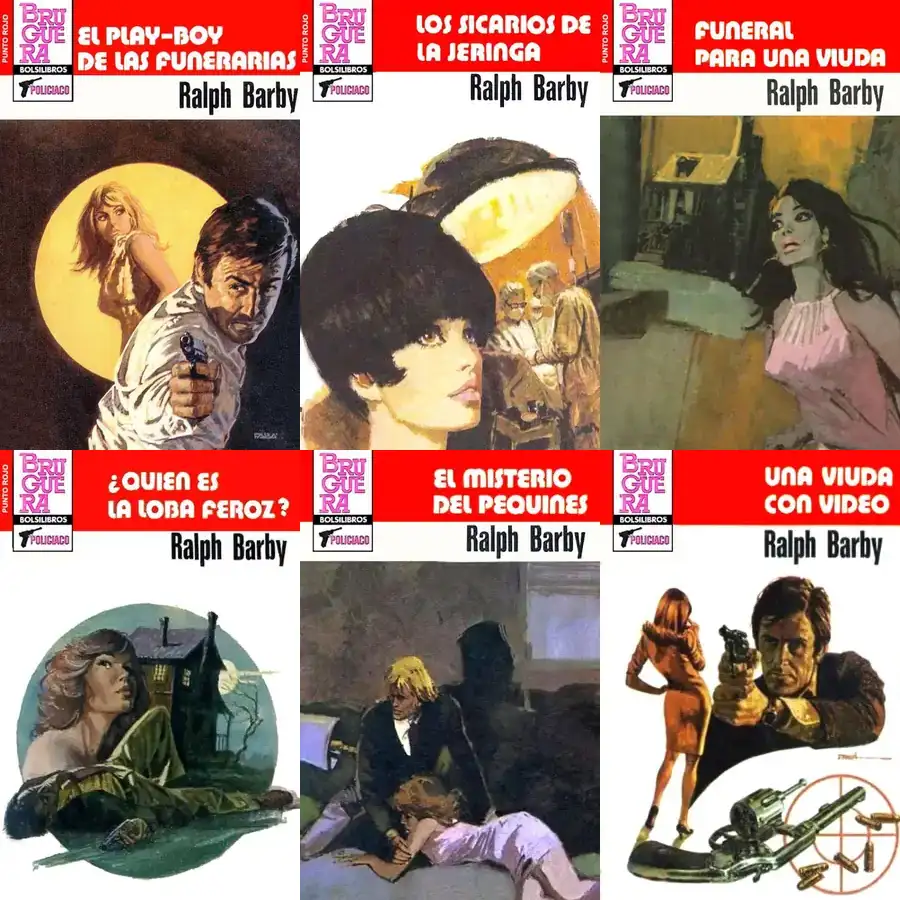 PUNTO ROJO
BRU
GUE
RA
BOLSILIBROS
POLICIACO
EL PLAY-BOY
DE LAS FUNERARIAS
Ralph Barby
PUNTO ROJO
BRU
GUE
RA
BOLSILIBROS
POLICIACO
LOS SICARIOS DE
LA JERINGA
Ralph Barby
PUNTO ROJO
BRU
GUE
RA
BOLSILIBROS
POLICIACO
FUNERAL
PARA UNA VIUDA
Ralph Barby
PUNTO ROJO
BRU
GUE
RA
BOLSILIBROS
POLICIACO
¿QUIEN ES
LA LOBA FEROZ?
Ralph Barby
BRU
GUE
RA
BOLSILIBROS
POLICIACO
EL MISTERIO
DEL PEQUINES
Ralph Barby
BRU
GUE
RA
BOLSILIBROS
POLICIACO
UNA VIUDA
CON VIDEO
Ralph Barby